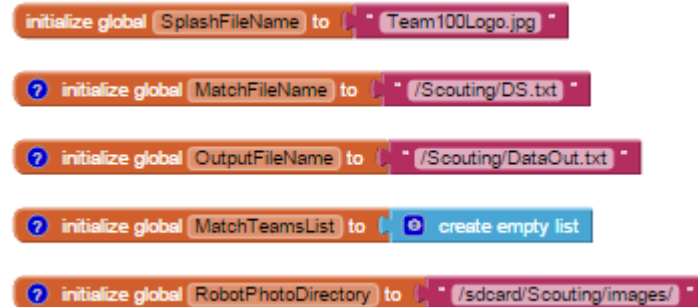 initialize global SplashFileName to " Team100Logo.jpg "
? initialize global MatchFileName to " /Scouting/DS.txt "
? initialize global OutputFileName to " /Scouting/DataOut.txt "
? initialize global MatchTeamsList to create empty list
? initialize global RobotPhotoDirectory to " /sdcard/Scouting/images/ "